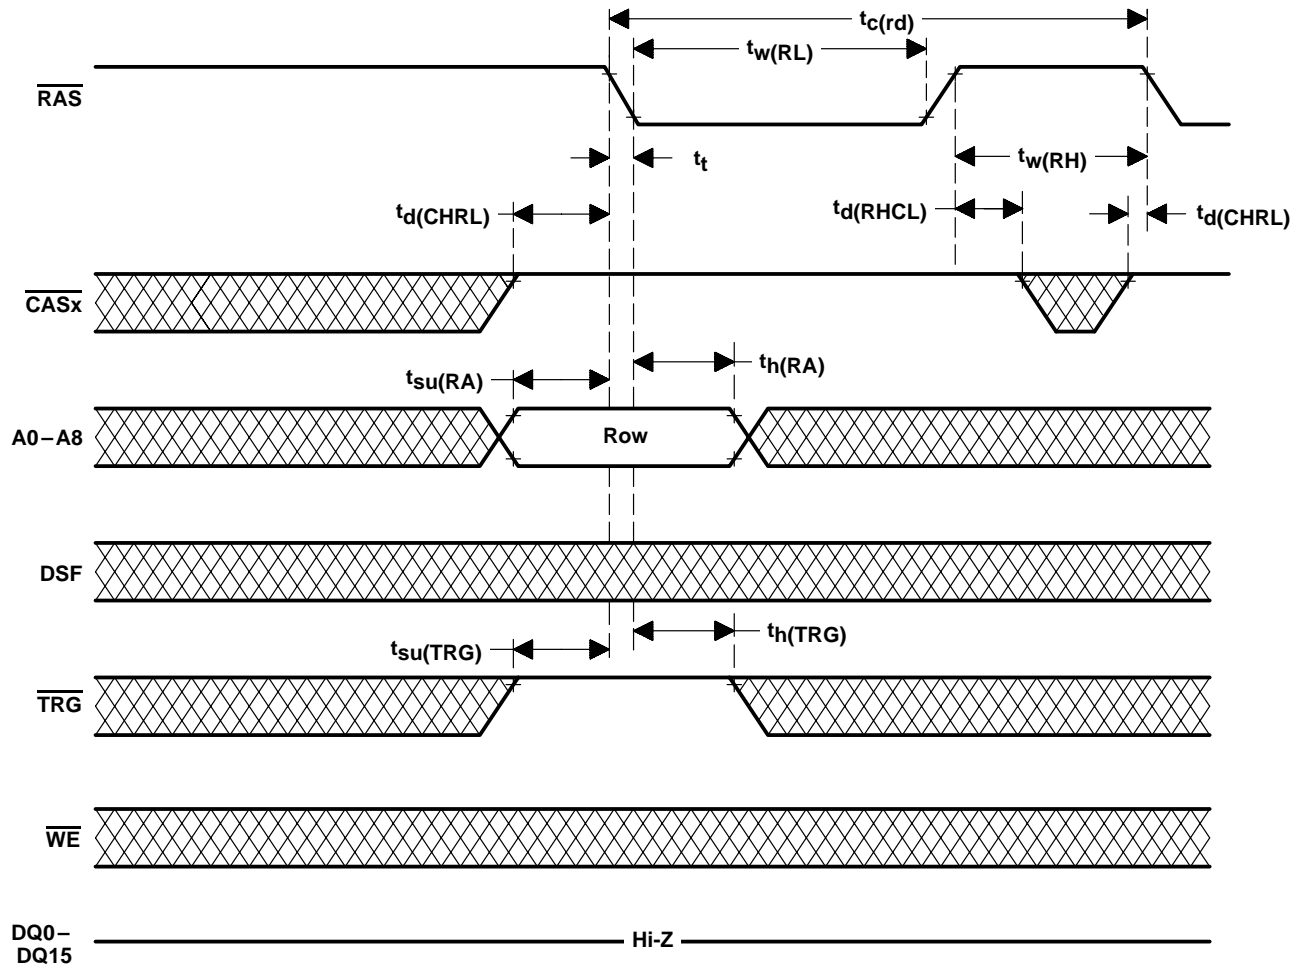 tc(rd)
tw(RL)
RAS
tt
tw(RH)
td(CHRL)
td(RHCL)
td(CHRL)
CASx
tsu(RA)
th(RA)
A0–A8
Row
DSF
tsu(TRG)
th(TRG)
TRG
WE
DQ0–
DQ15
Hi-Z